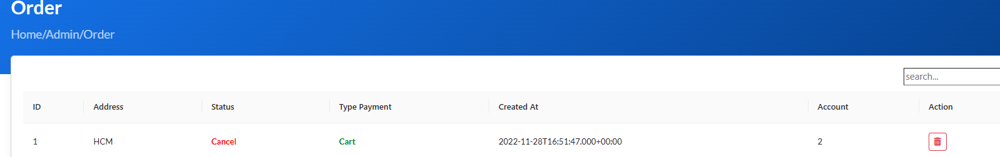 Order
Home/Admin/Order
search...
ID Address Status Type Payment Created At Account Action
1 HCM Cancel Cart 2022-11-28T16:51:47.000+00:00 2